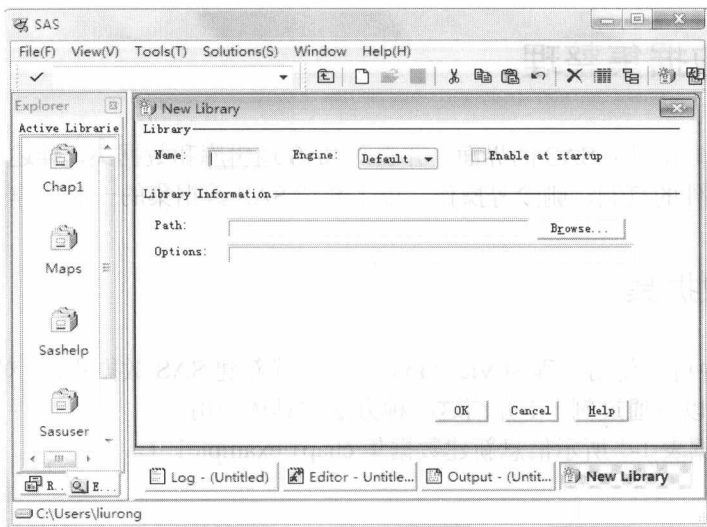 SAS
File(F) View(V) Tools(T) Solutions(S) Window Help(H)
Explorer
Active Librarie
Chap1
Maps
Sashelp
Sasuser
R.. E...
New Library
Library
Name: Engine: Default Enable at startup
Library Information
Path: Browse...
Options:
OK Cancel Help
Log - (Untitled) Editor - Untitle... Output - (Untit... New Library
C:\Users\liurong